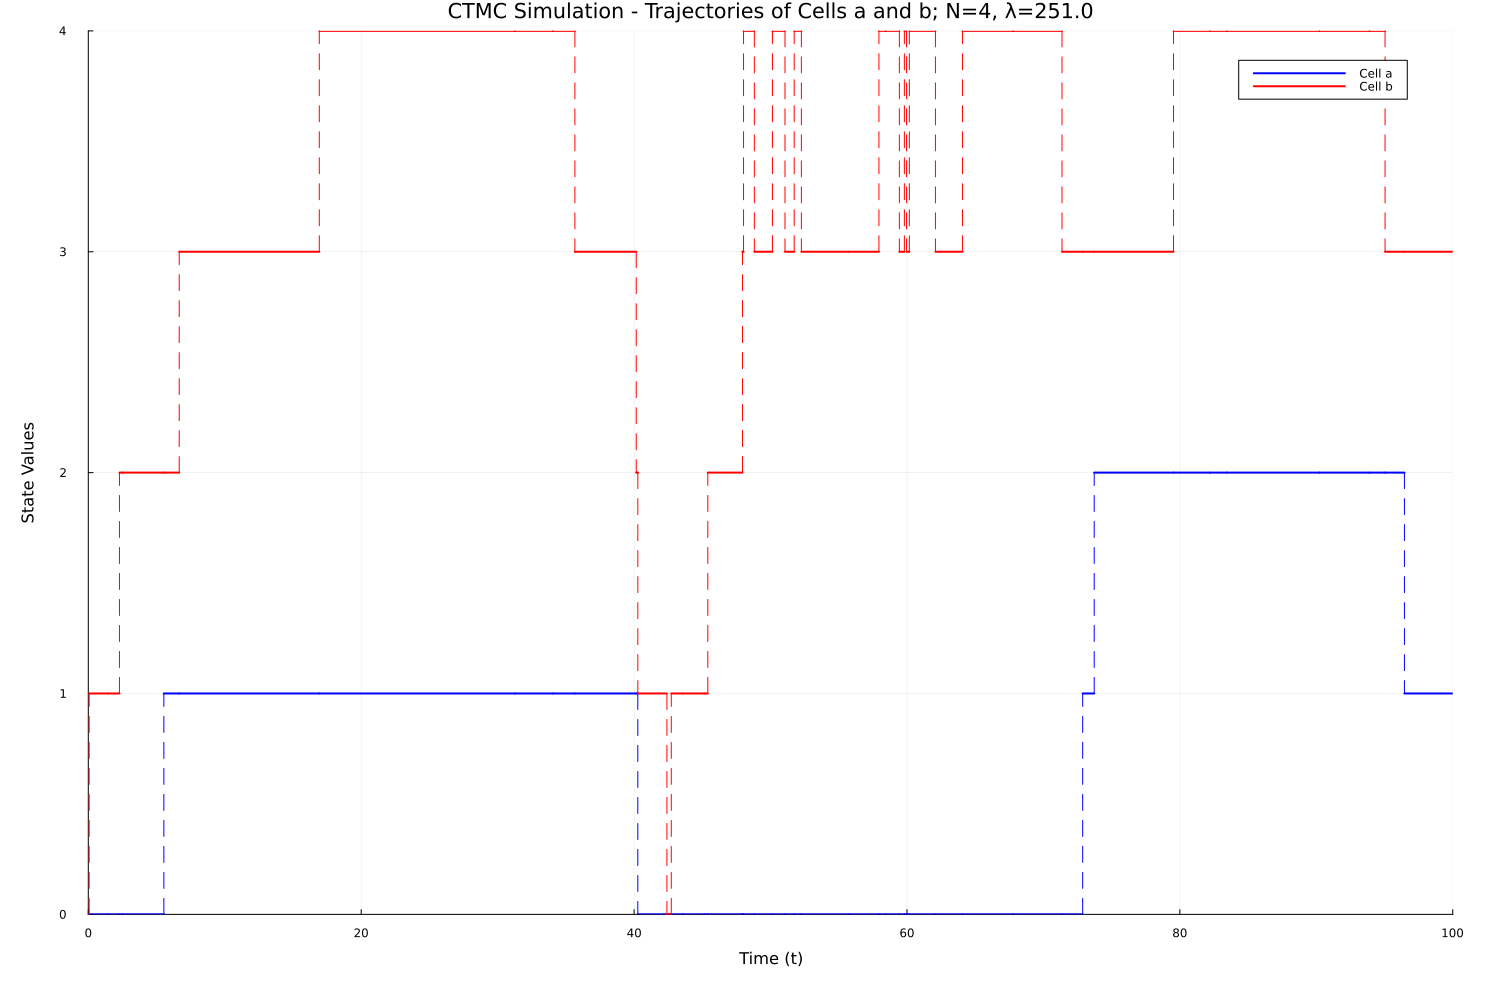 CTMC Simulation - Trajectories of Cells a and b; N=4, λ=251.0
4
Cell a
Cell b
3
State Values
2
1
0
0 20 40 60 80 100
Time (t)